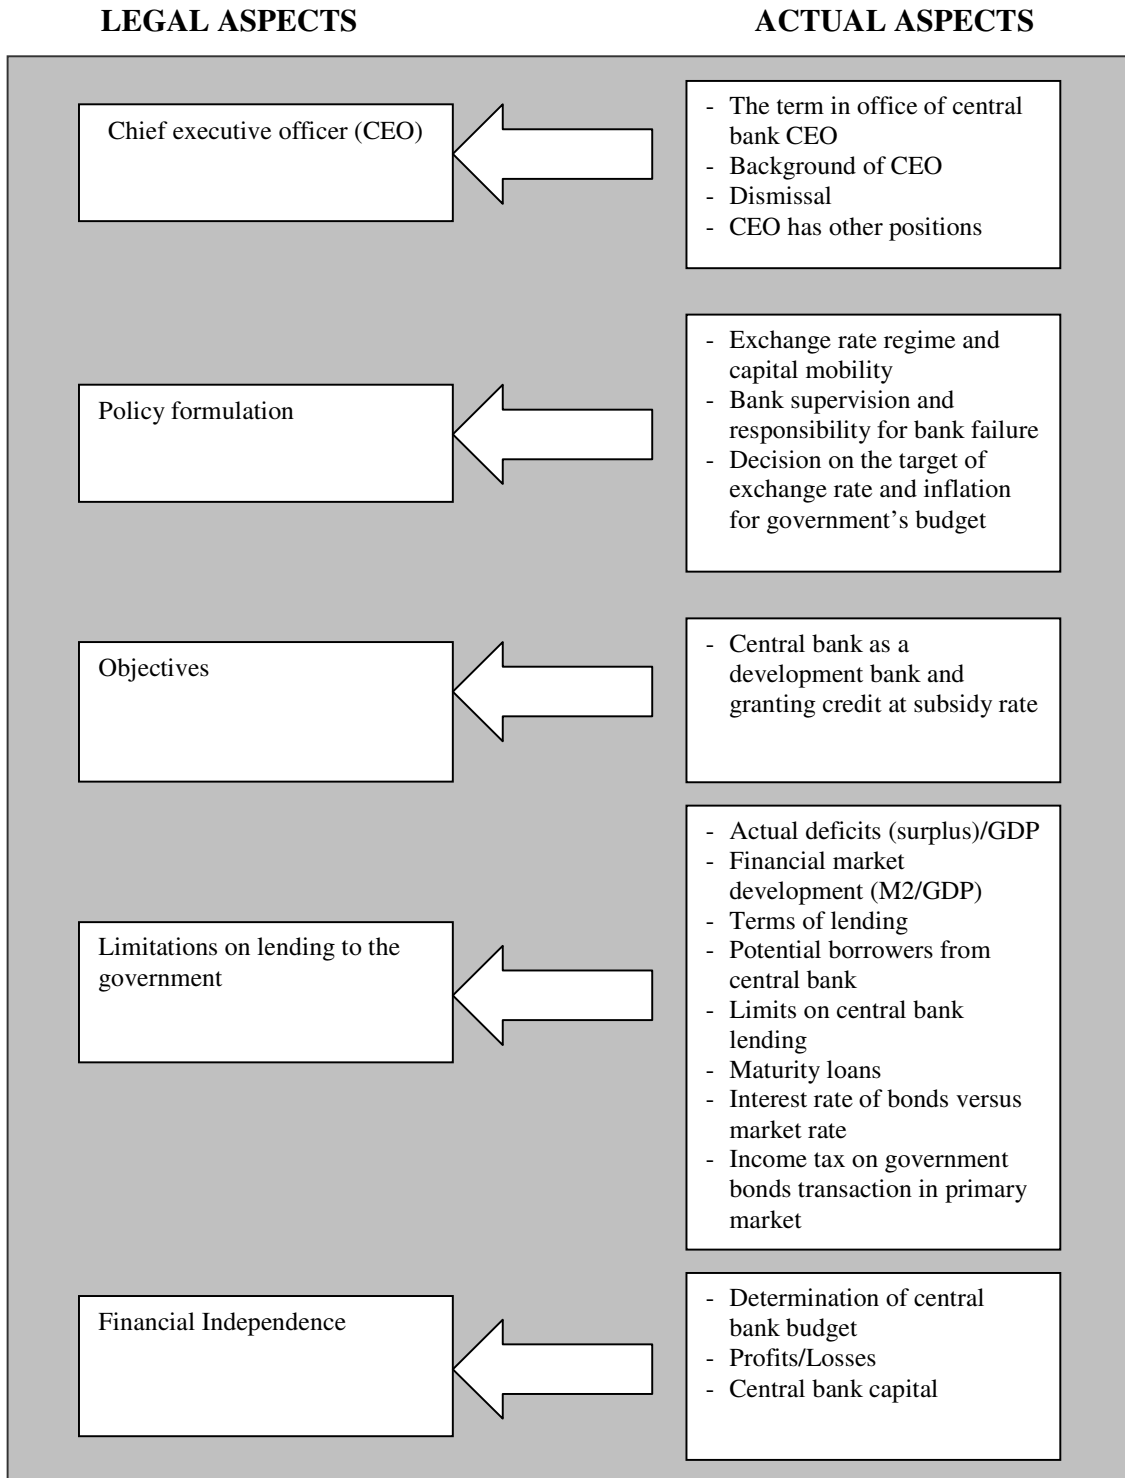 LEGAL ASPECTS
ACTUAL ASPECTS
Chief executive officer (CEO)
- The term in office of central
bank CEO
- Background of CEO
- Dismissal
- CEO has other positions
Policy formulation
- Exchange rate regime and
capital mobility
- Bank supervision and
responsibility for bank failure
- Decision on the target of
exchange rate and inflation
for government’s budget
Objectives
- Central bank as a
development bank and
granting credit at subsidy rate
Limitations on lending to the
government
- Actual deficits (surplus)/GDP
- Financial market
development (M2/GDP)
- Terms of lending
- Potential borrowers from
central bank
- Limits on central bank
lending
- Maturity loans
- Interest rate of bonds versus
market rate
- Income tax on government
bonds transaction in primary
market
Financial Independence
- Determination of central
bank budget
- Profits/Losses
- Central bank capital